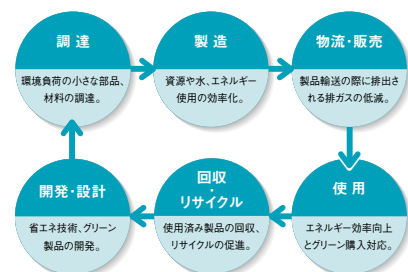 調達
環境負荷の小さな部品、
材料の調達。
製造
資源や水、エネルギー
使用の効率化。
物流・販売
製品輸送の際に排出さ
れる排ガスの低減。
使用
エネルギー効率向上
とグリーン購入対応。
回収
・
リサイクル
使用済み製品の回収、
リサイクルの促進。
開発・設計
省エネ技術、グリーン
製品の開発。